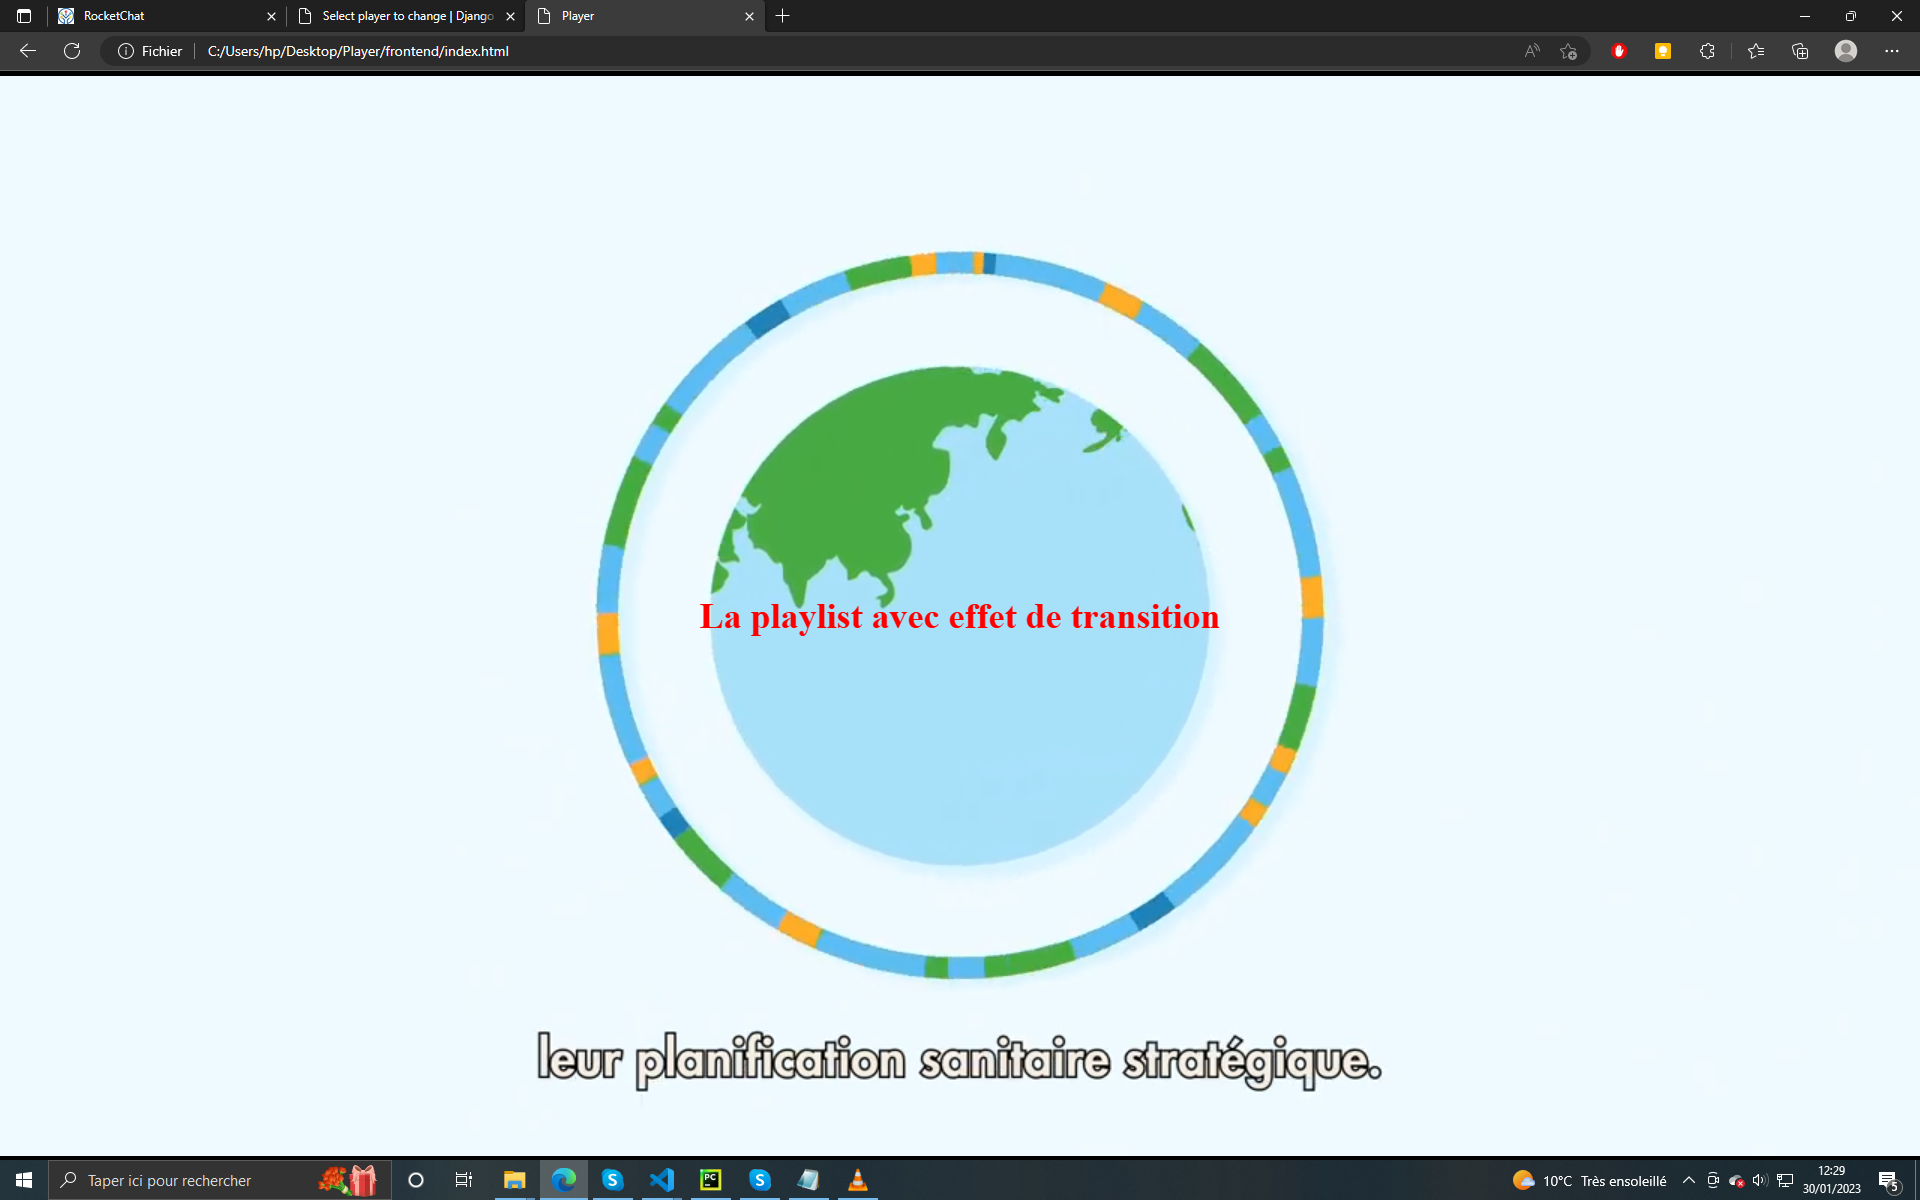 RocketChat
Select player to change | Django
Player
Fichier
C:/Users/hp/Desktop/Player/frontend/index.html
La playlist avec effet de transition
leur planification sanitaire stratégique.
Taper ici pour rechercher
10°C Très ensoleillé
12:29
30/01/2023
5